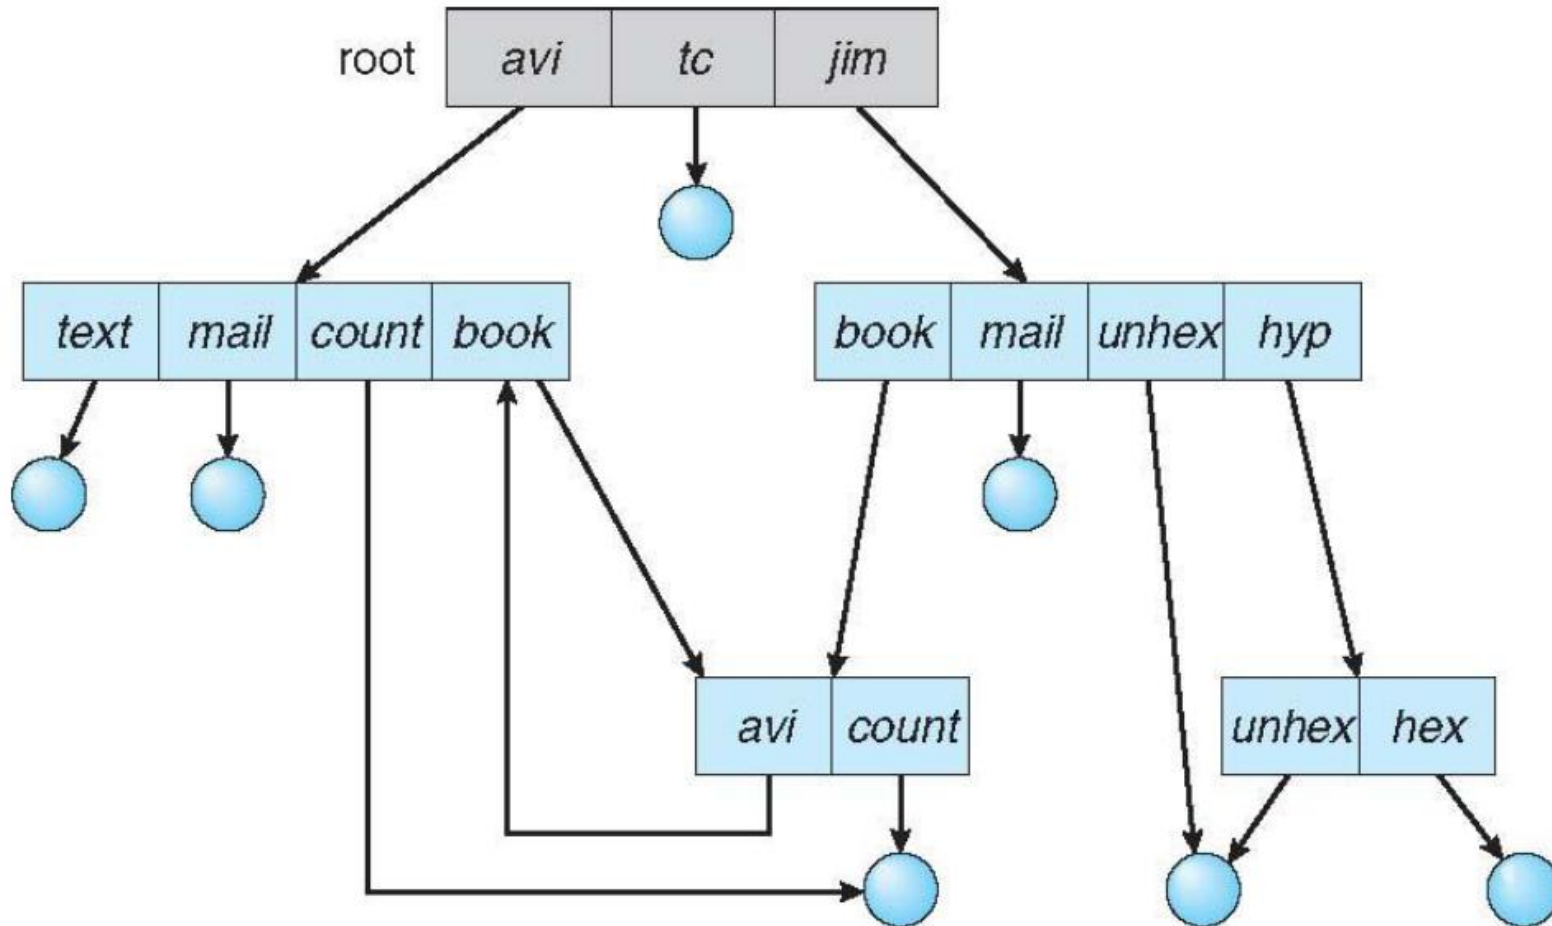 root avi tc jim
text mail count book
book mail unhex hyp
avi count
unhex hex